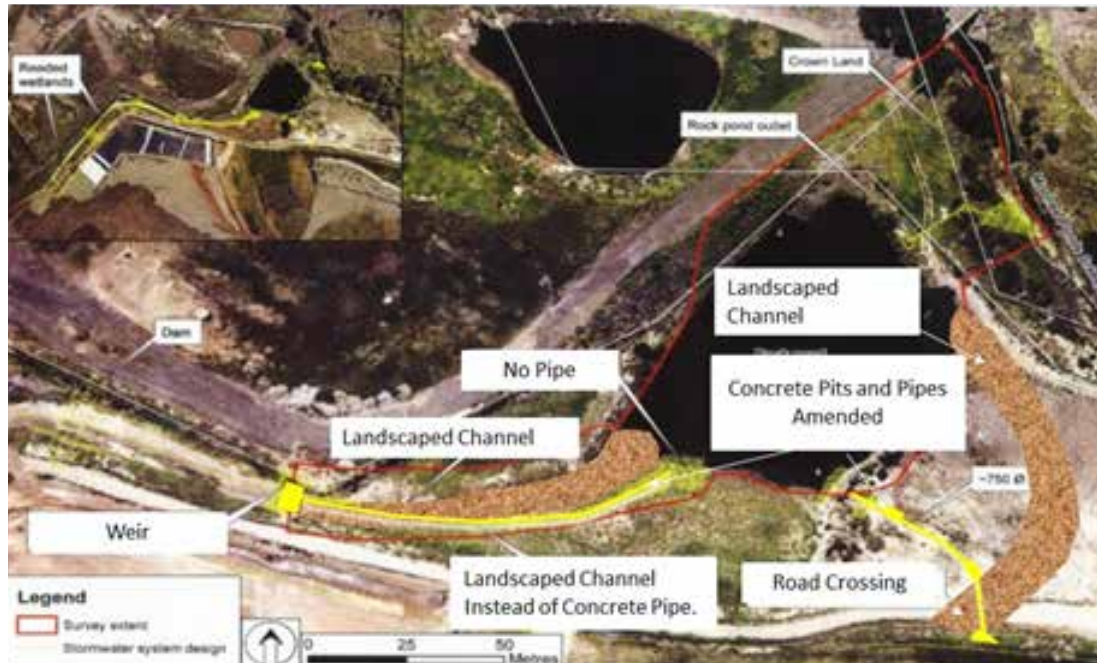 Reeded
wetlands
Crown Land
Rock pond outlet
Landscaped
Channel
Dam
No Pipe
Concrete Pits and Pipes
Amended
Landscaped Channel
~750 Ø
Weir
Landscaped Channel
Instead of Concrete Pipe.
Road Crossing
Legend
Survey extent
Stormwater system design
0 25 50
Metres